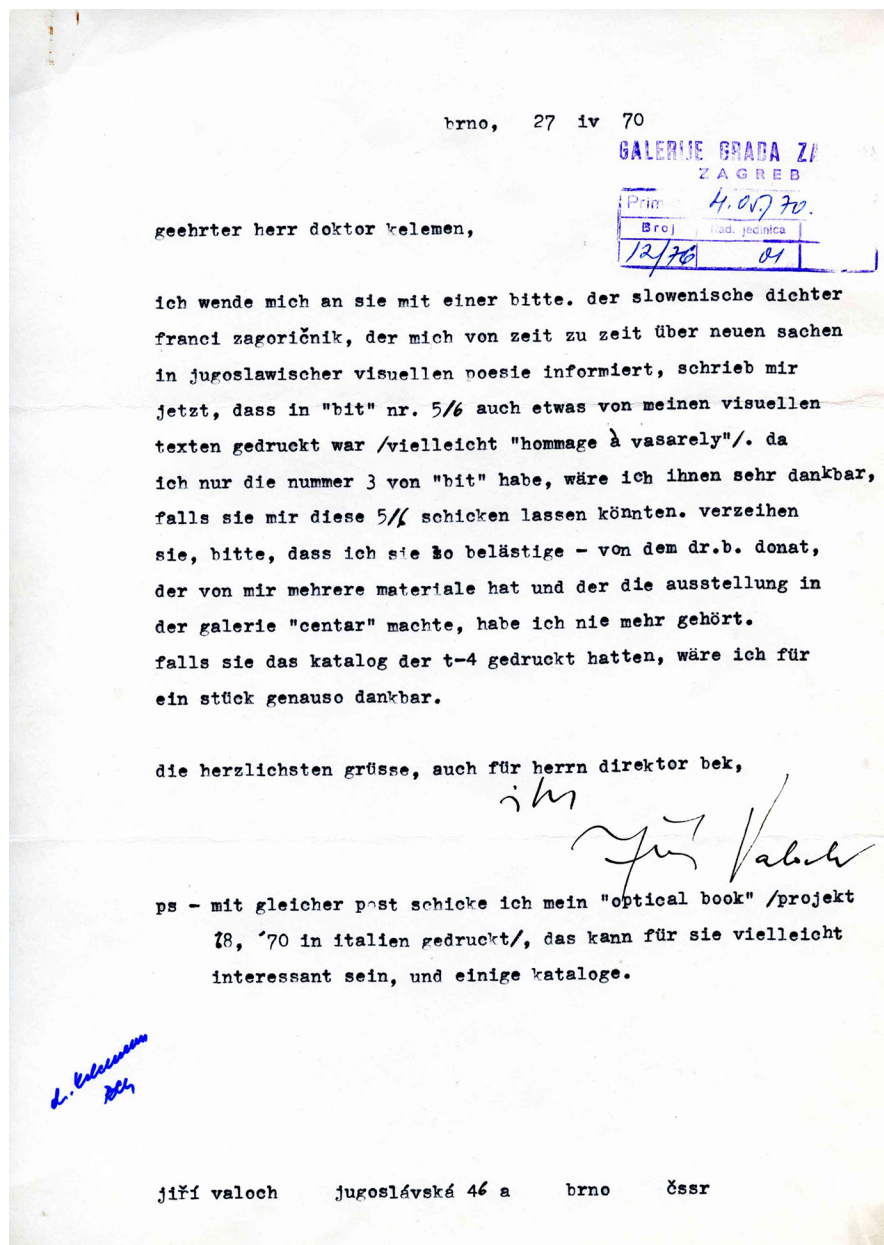 brno, 27 iv 70
GALERIJE GRADA ZA
ZAGREB
Prim 4.05.70.
Broj Rad. jedinica
12/76 01
geehrter herr doktor kelemen,
ich wende mich an sie mit einer bitte. der slowenische dichter
franci zagoričnik, der mich von zeit zu zeit über neuen sachen
in jugoslawischer visuellen poesie informiert, schrieb mir
jetzt, dass in "bit" nr. 5/6 auch etwas von meinen visuellen
texten gedruckt war /vielleicht "hommage à vasarely"/. da
ich nur die nummer 3 von "bit" habe, wäre ich ihnen sehr dankbar,
falls sie mir diese 5/6 schicken lassen könnten. verzeihen
sie, bitte, dass ich sie so belästige - von dem dr.b. donat,
der von mir mehrere materiale hat und der die ausstellung in
der galerie "centar" machte, habe ich nie mehr gehört.
falls sie das katalog der t-4 gedruckt hatten, wäre ich für
ein stück genauso dankbar.
die herzlichsten grüsse, auch für herrn direktor bek,
ihr
Jiří Valoch
ps - mit gleicher post schicke ich mein "optical book" /projekt
78, '70 in italien gedruckt/, das kann für sie vielleicht
interessant sein, und einige kataloge.
dr. Kelemen
jiří valoch jugoslávská 46 a brno čssr